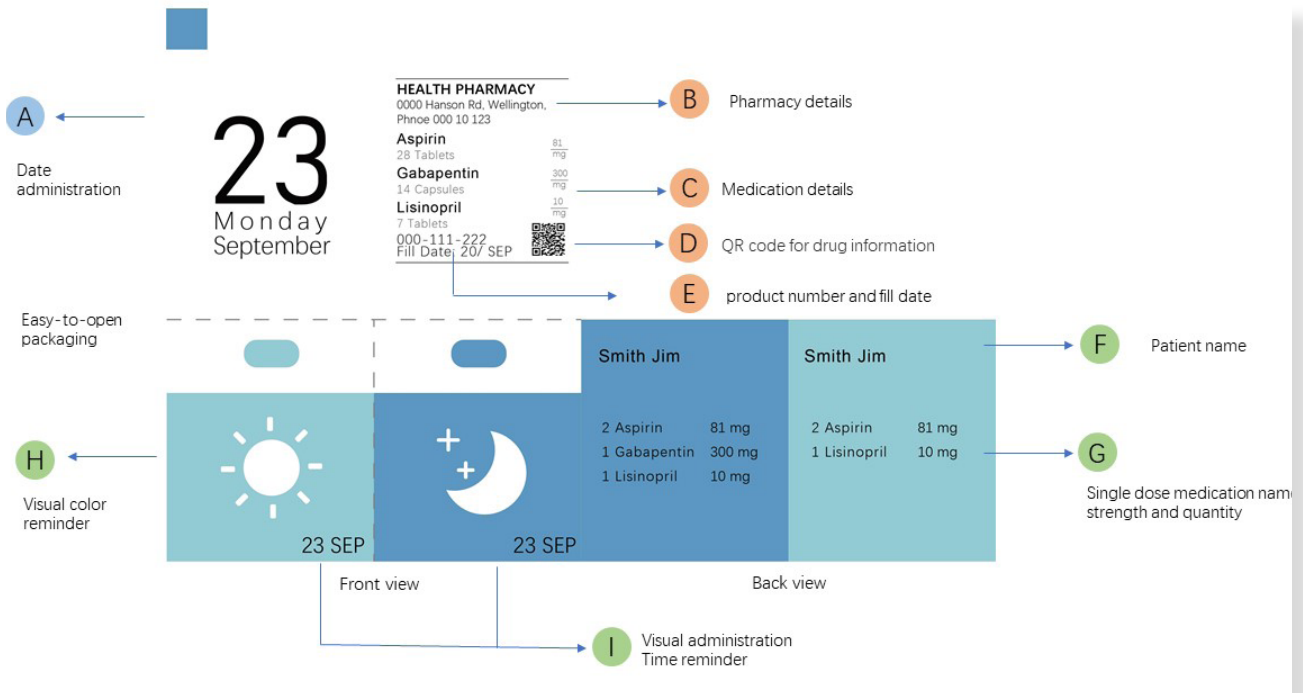 A
Date
administration
23
Monday
September
HEALTH PHARMACY
0000 Hanson Rd, Wellington,
Phnoe 000 10 123
Aspirin
28 Tablets
81
mg
Gabapentin
14 Capsules
300
mg
Lisinopril
7 Tablets
10
mg
000-111-222
Fill Date: 20/ SEP
B
Pharmacy details
C
Medication details
D
QR code for drug information
E
product number and fill date
Easy-to-open
packaging
Smith Jim
2 Aspirin 81 mg
1 Gabapentin 300 mg
1 Lisinopril 10 mg
Smith Jim
2 Aspirin 81 mg
1 Lisinopril 10 mg
F
Patient name
G
Single dose medication nam
strength and quantity
H
Visual color
reminder
23 SEP
23 SEP
Front view
Back view
I
Visual administration
Time reminder